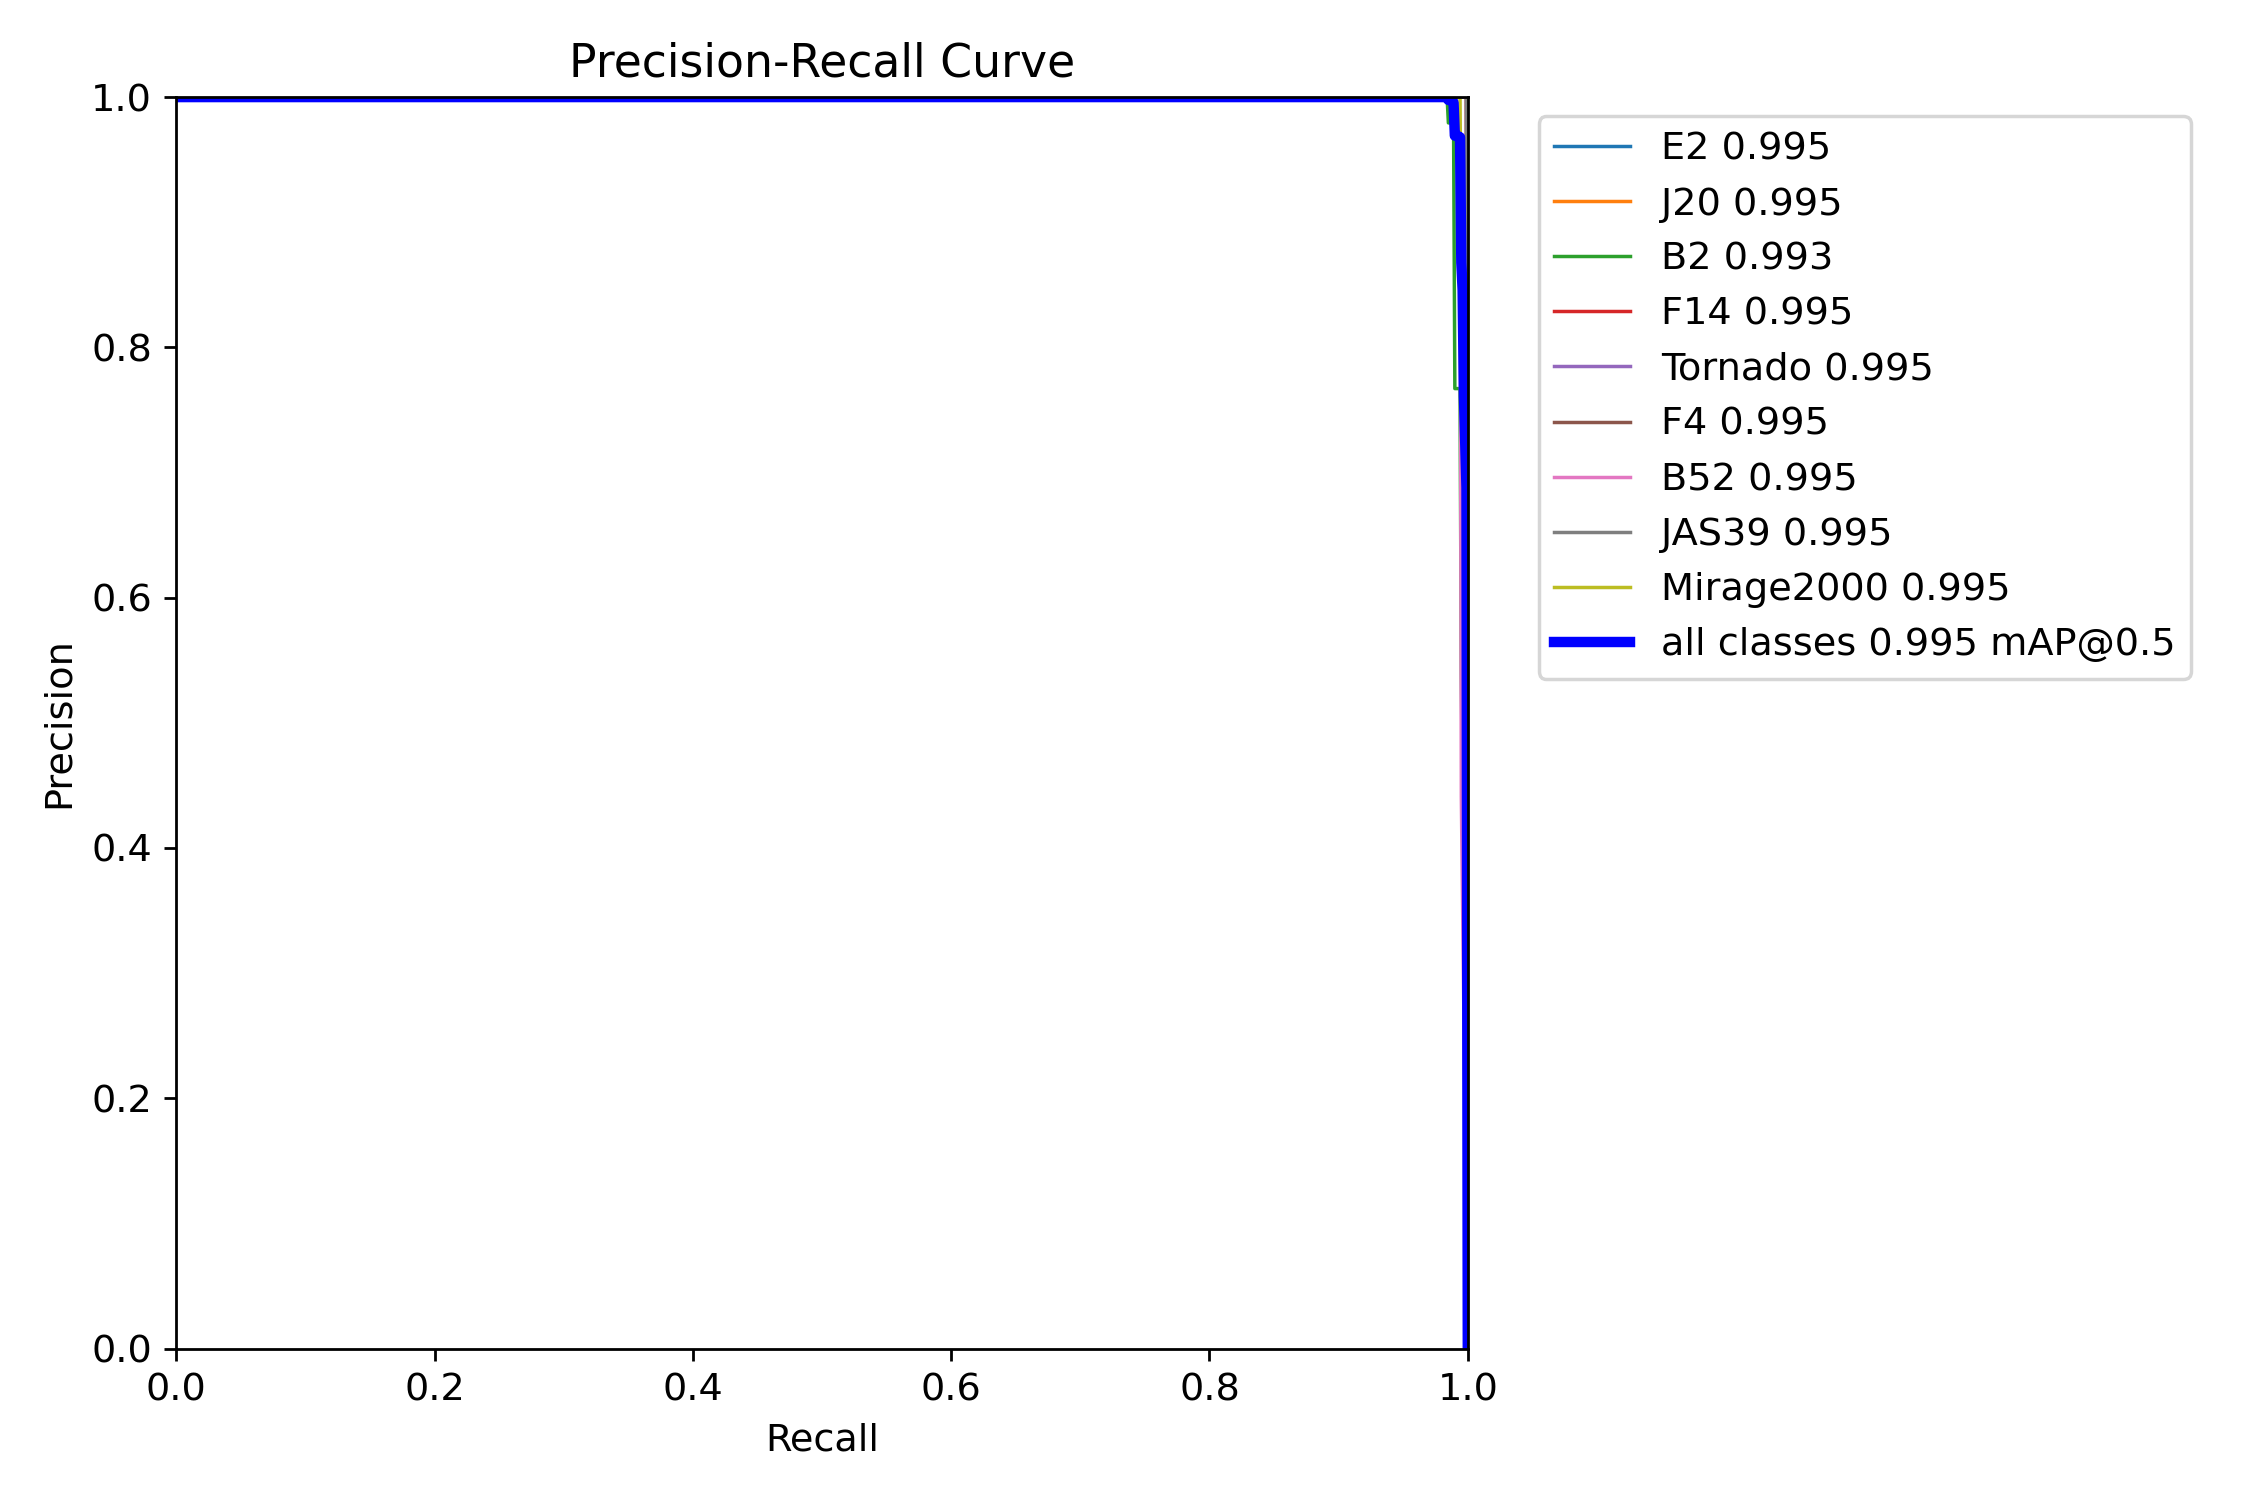 Precision-Recall Curve
1.0
0.8
0.6
0.4
0.2
0.0
Precision
0.0 0.2 0.4 0.6 0.8 1.0
Recall
E2 0.995
J20 0.995
B2 0.993
F14 0.995
Tornado 0.995
F4 0.995
B52 0.995
JAS39 0.995
Mirage2000 0.995
all classes 0.995 mAP@0.5